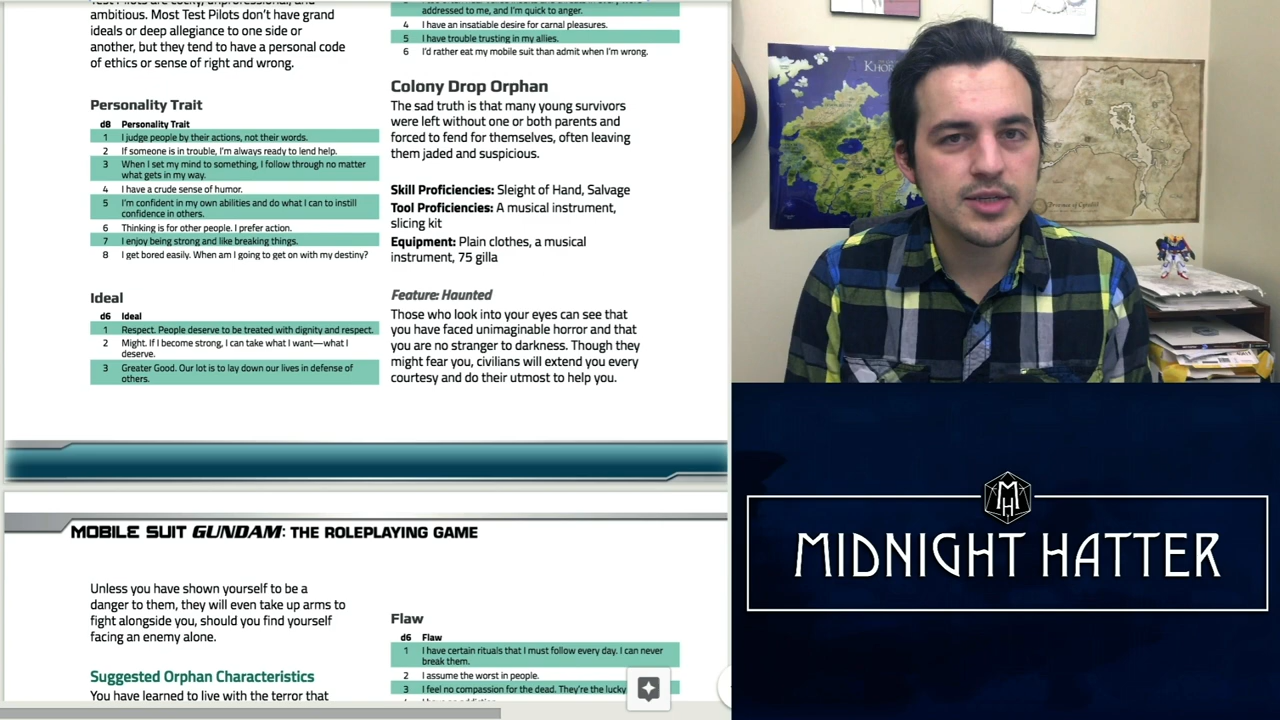 ambitious. Most Test Pilots don't have grand
ideals or deep allegiance to one side or
another, but they tend to have a personal code
of ethics or sense of right and wrong.
Personality Trait
d8 Personality Trait
1 I judge people by their actions, not their words.
2 If someone is in trouble, I'm always ready to lend help.
3 When I set my mind to something, I follow through no matter
what gets in my way.
4 I have a crude sense of humor.
5 I'm confident in my own abilities and do what I can to instill
confidence in others.
6 Thinking is for other people. I prefer action.
7 I enjoy being strong and like breaking things.
8 I get bored easily. When am I going to get on with my destiny?
Ideal
d6 Ideal
1 Respect. People deserve to be treated with dignity and respect.
2 Might. If I become strong, I can take what I want—what I
deserve.
3 Greater Good. Our lot is to lay down our lives in defense of
others.
addressed to me, and I'm quick to anger.
4 I have an insatiable desire for carnal pleasures.
5 I have trouble trusting in my allies.
6 I'd rather eat my mobile suit than admit when I'm wrong.
Colony Drop Orphan
The sad truth is that many young survivors
were left without one or both parents and
forced to fend for themselves, often leaving
them jaded and suspicious.
Skill Proficiencies: Sleight of Hand, Salvage
Tool Proficiencies: A musical instrument,
slicing kit
Equipment: Plain clothes, a musical
instrument, 75 gilla
Feature: Haunted
Those who look into your eyes can see that
you have faced unimaginable horror and that
you are no stranger to darkness. Though they
might fear you, civilians will extend you every
courtesy and do their utmost to help you.
MOBILE SUIT GUNDAM: THE ROLEPLAYING GAME
Unless you have shown yourself to be a
danger to them, they will even take up arms to
fight alongside you, should you find yourself
facing an enemy alone.
Suggested Orphan Characteristics
You have learned to live with the terror that
Flaw
d6 Flaw
1 I have certain rituals that I must follow every day. I can never
break them.
2 I assume the worst in people.
3 I feel no compassion for the dead. They're the lucky
MH
MIDNIGHT HATTER